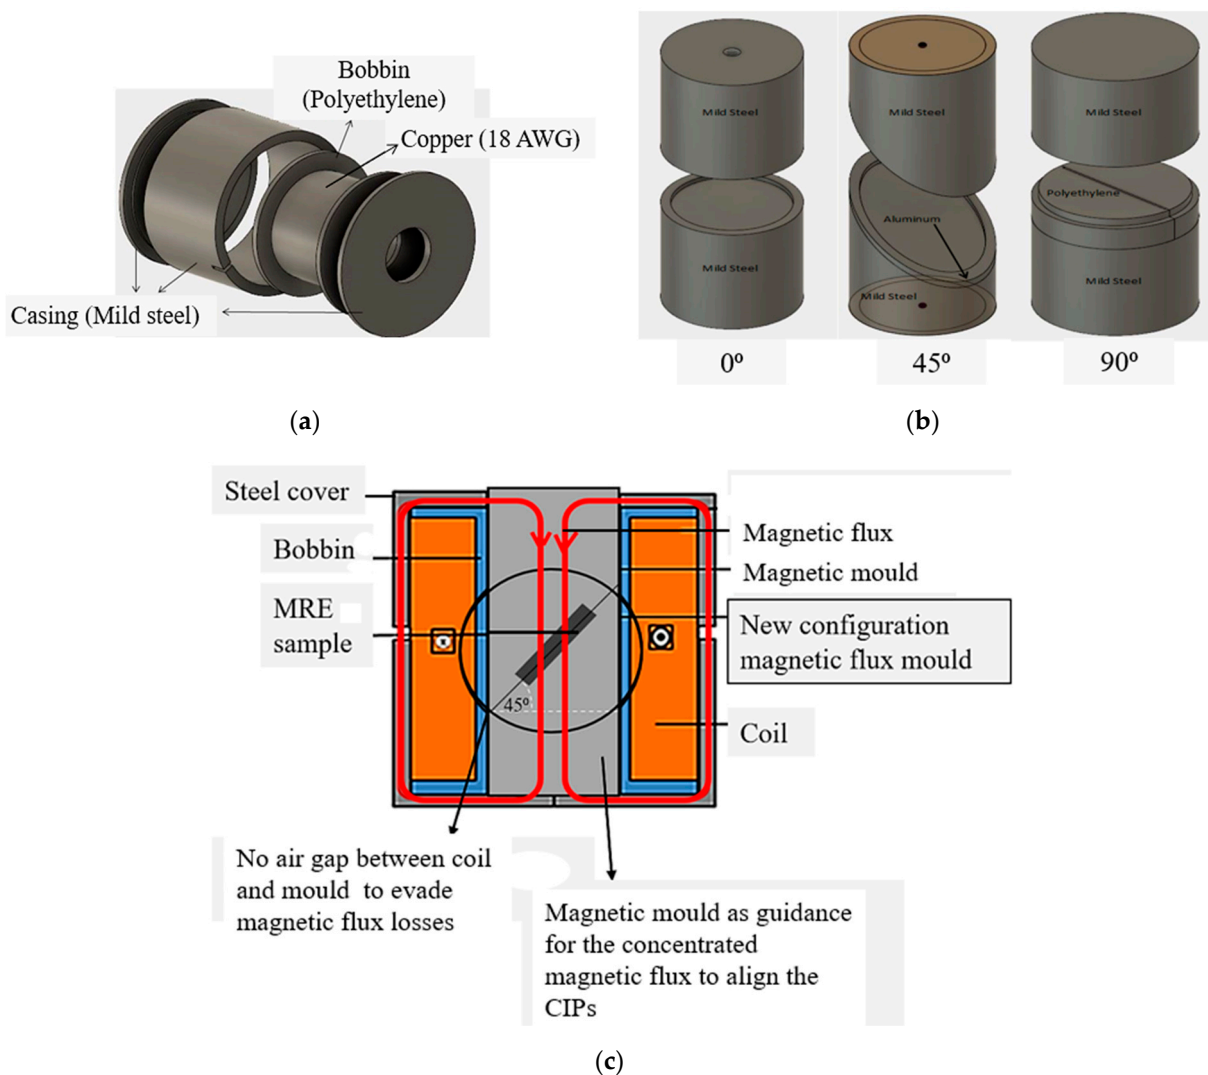 Bobbin
(Polyethylene)
Copper (18 AWG)
Casing (Mild steel)
(a)
Mild Steel
Mild Steel
0º
Mild Steel
Aluminum
Mild Steel
45º
Mild Steel
Polyethylene
Mild Steel
90º
(b)
Steel cover
Bobbin
MRE
sample
45º
Magnetic flux
Magnetic mould
New configuration
magnetic flux mould
Coil
No air gap between coil
and mould to evade
magnetic flux losses
Magnetic mould as guidance
for the concentrated
magnetic flux to align the
CIPs
(c)